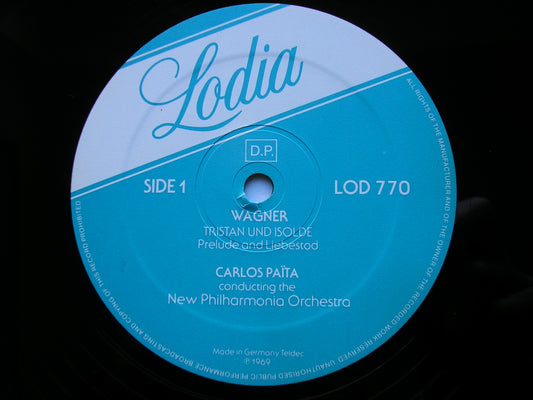 Lodia
D.P.
SIDE 1
LOD 770
WAGNER
TRISTAN UND ISOLDE
Prelude and Liebestod
CARLOS PAÏTA
conducting the
New Philharmonia Orchestra
Made in Germany Teldec
℗ 1969
ALL RIGHTS OF THE MANUFACTURER AND OF THE OWNER OF THE RECORDED WORK RESERVED. UNAUTHORISED PUBLIC PERFORMANCE BROADCASTING AND COPYING OF THIS RECORD PROHIBITED